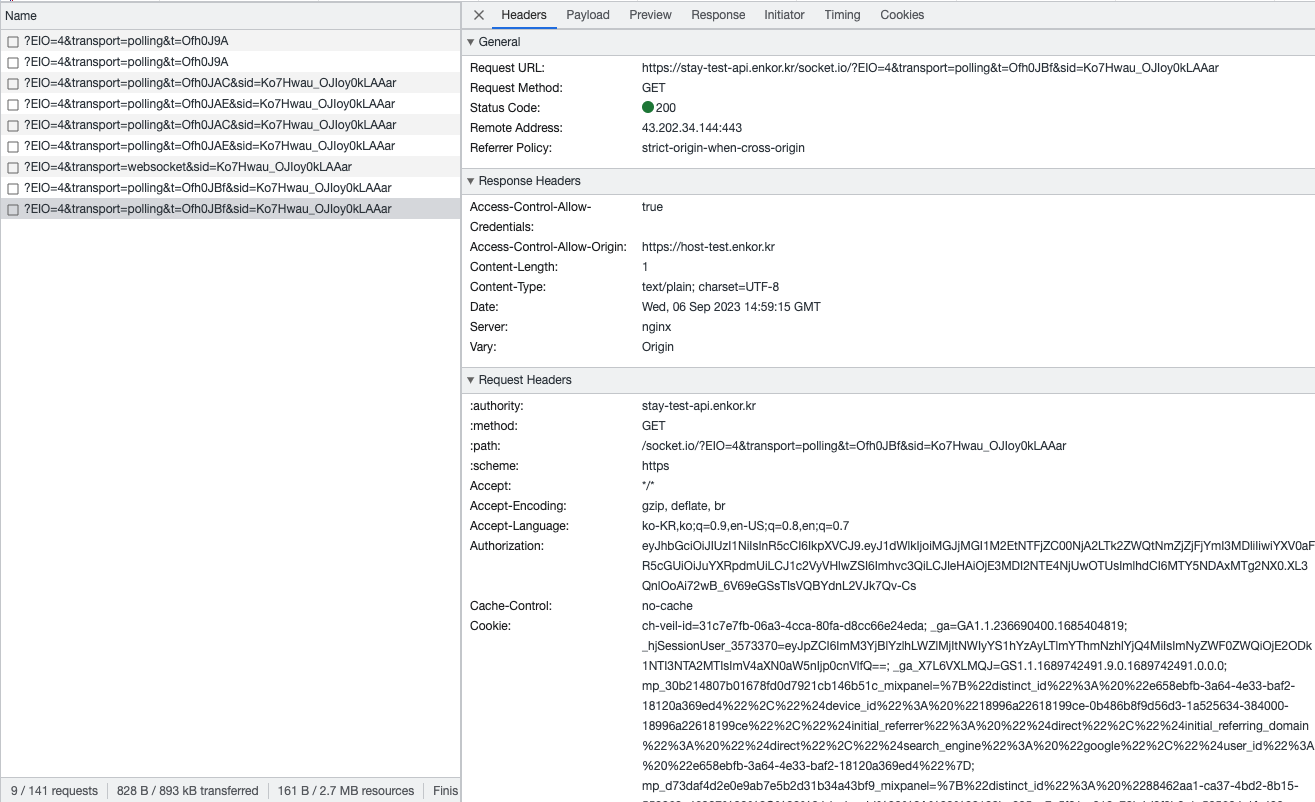 Name
?EIO=4&transport=polling&t=Ofh0J9A
?EIO=4&transport=polling&t=Ofh0J9A
?EIO=4&transport=polling&t=Ofh0JAC&sid=Ko7Hwau_OJIoy0kLAAar
?EIO=4&transport=polling&t=Ofh0JAE&sid=Ko7Hwau_OJIoy0kLAAar
?EIO=4&transport=polling&t=Ofh0JAC&sid=Ko7Hwau_OJIoy0kLAAar
?EIO=4&transport=polling&t=Ofh0JAE&sid=Ko7Hwau_OJIoy0kLAAar
?EIO=4&transport=websocket&sid=Ko7Hwau_OJIoy0kLAAar
?EIO=4&transport=polling&t=Ofh0JBf&sid=Ko7Hwau_OJIoy0kLAAar
?EIO=4&transport=polling&t=Ofh0JBf&sid=Ko7Hwau_OJIoy0kLAAar
9 / 141 requests 828 B / 893 kB transferred 161 B / 2.7 MB resources Finis
Headers Payload Preview Response Initiator Timing Cookies
General
Request URL: https://stay-test-api.enkor.kr/socket.io/?EIO=4&transport=polling&t=Ofh0JBf&sid=Ko7Hwau_OJIoy0kLAAar
Request Method: GET
Status Code: 200
Remote Address: 43.202.34.144:443
Referrer Policy: strict-origin-when-cross-origin
Response Headers
Access-Control-Allow- true
Credentials:
Access-Control-Allow-Origin: https://host-test.enkor.kr
Content-Length: 1
Content-Type: text/plain; charset=UTF-8
Date: Wed, 06 Sep 2023 14:59:15 GMT
Server: nginx
Vary: Origin
Request Headers
:authority: stay-test-api.enkor.kr
:method: GET
:path: /socket.io/?EIO=4&transport=polling&t=Ofh0JBf&sid=Ko7Hwau_OJIoy0kLAAar
:scheme: https
Accept: */*
Accept-Encoding: gzip, deflate, br
Accept-Language: ko-KR,ko;q=0.9,en-US;q=0.8,en;q=0.7
Authorization: eyJhbGciOiJIUzI1NiIsInR5cCI6IkpXVCJ9.eyJ1dWlkIjoiMGJjMGI1M2EtNTFjZC00NjA2LTk2ZWQtNmZjZjFjYmI3MDliIiwiYXV0aF
R5cGUiOiJuYXRpdmUiLCJ1c2VyVHlwZSI6Imhvc3QiLCJleHAiOjE3MDI2NTE4NjUwOTUsImlhdCI6MTY5NDAxMTg2NX0.XL3
QnlOoAi72wB_6V69eGSsTlsVQBYdnL2VJk7Qv-Cs
Cache-Control: no-cache
Cookie: ch-veil-id=31c7e7fb-06a3-4cca-80fa-d8cc66e24eda; _ga=GA1.1.236690400.1685404819;
_hjSessionUser_3573370=eyJpZCI6ImM3YjBlYzlhLWZlMjItNWIyYS1hYzAyLTlmYThmNzhlYjQ4MiIsImNyZWF0ZWQiOjE2ODk
1NTI3NTA2MTIsImV4aXN0aW5nIjp0cnVlfQ==; _ga_X7L6VXLMQJ=GS1.1.1689742491.9.0.1689742491.0.0.0;
mp_30b214807b01678fd0d7921cb146b51c_mixpanel=%7B%22distinct_id%22%3A%20%22e658ebfb-3a64-4e33-baf2-
18120a369ed4%22%2C%22%24device_id%22%3A%20%2218996a22618199ce-0b486b8f9d56d3-1a525634-384000-
18996a22618199ce%22%2C%22%24initial_referrer%22%3A%20%22%24direct%22%2C%22%24initial_referring_domain
%22%3A%20%22%24direct%22%2C%22%24search_engine%22%3A%20%22google%22%2C%22%24user_id%22%3A
%20%22e658ebfb-3a64-4e33-baf2-18120a369ed4%22%7D;
mp_d73daf4d2e0e9ab7e5b2d31b34a43bf9_mixpanel=%7B%22distinct_id%22%3A%20%2288462aa1-ca37-4bd2-8b15-